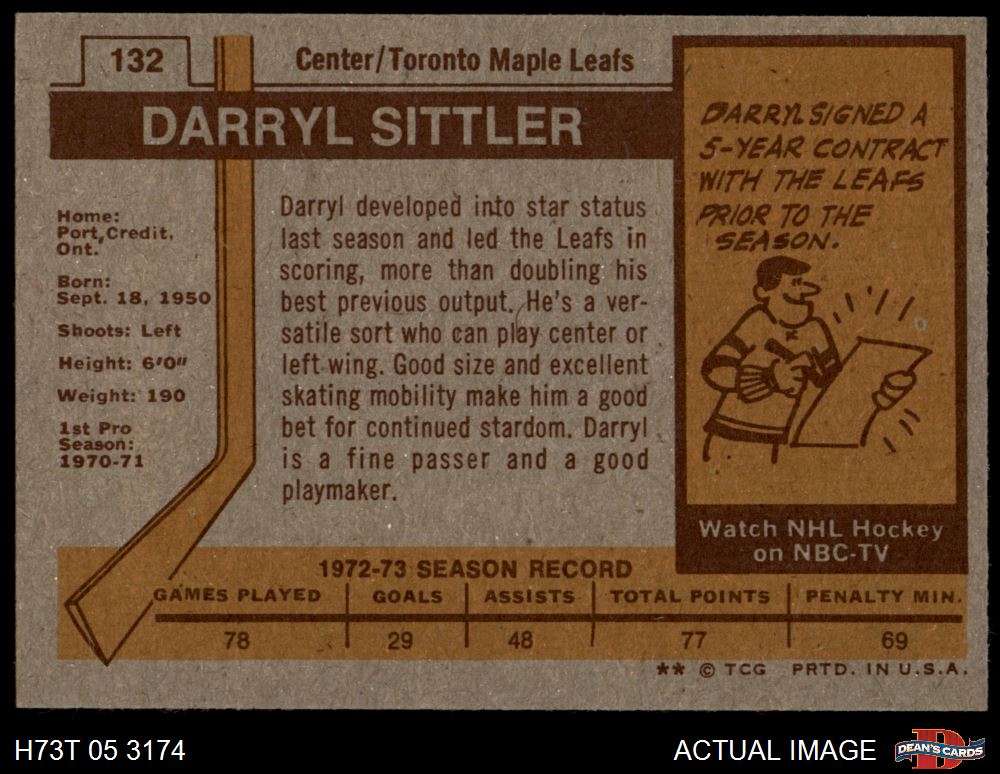 132
Center/Toronto Maple Leafs
DARRYL SITTLER
Home:
Port Credit,
Ont.
Born:
Sept. 18, 1950
Shoots: Left
Height: 6'0"
Weight: 190
1st Pro
Season:
1970-71
Darryl developed into star status
last season and led the Leafs in
scoring, more than doubling his
best previous output. He's a ver-
satile sort who can play center or
left wing. Good size and excellent
skating mobility make him a good
bet for continued stardom. Darryl
is a fine passer and a good
playmaker.
DARRYL SIGNED A
5-YEAR CONTRACT
WITH THE LEAFS
PRIOR TO THE
SEASON.
Watch NHL Hockey
on NBC-TV
1972-73 SEASON RECORD
GAMES PLAYED GOALS ASSISTS TOTAL POINTS PENALTY MIN.
78 29 48 77 69
** © TCG PRTD. IN U.S.A.
H73T 05 3174
ACTUAL IMAGE
D
DEAN'S CARDS